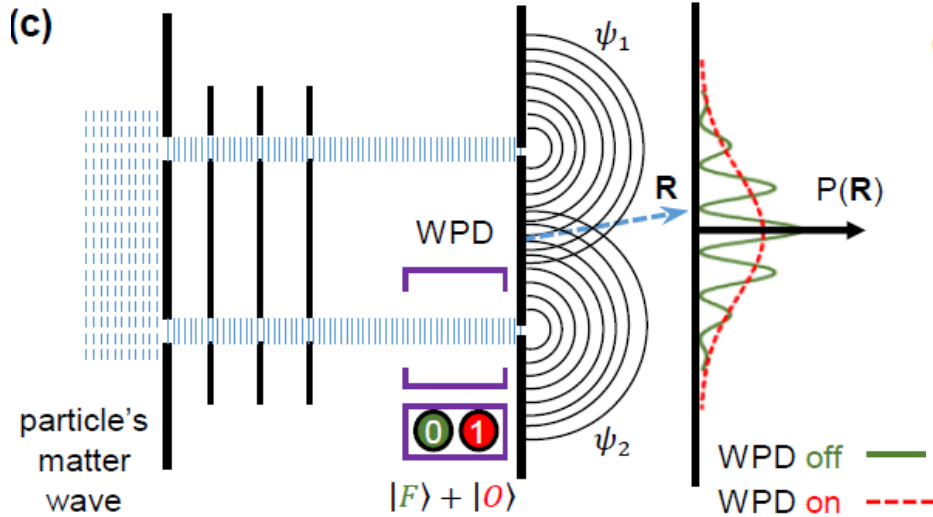 (c)
ψ₁
R
P(R)
WPD
0 1
ψ₂
|F⟩ + |O⟩
particle's
matter
wave
WPD off
WPD on